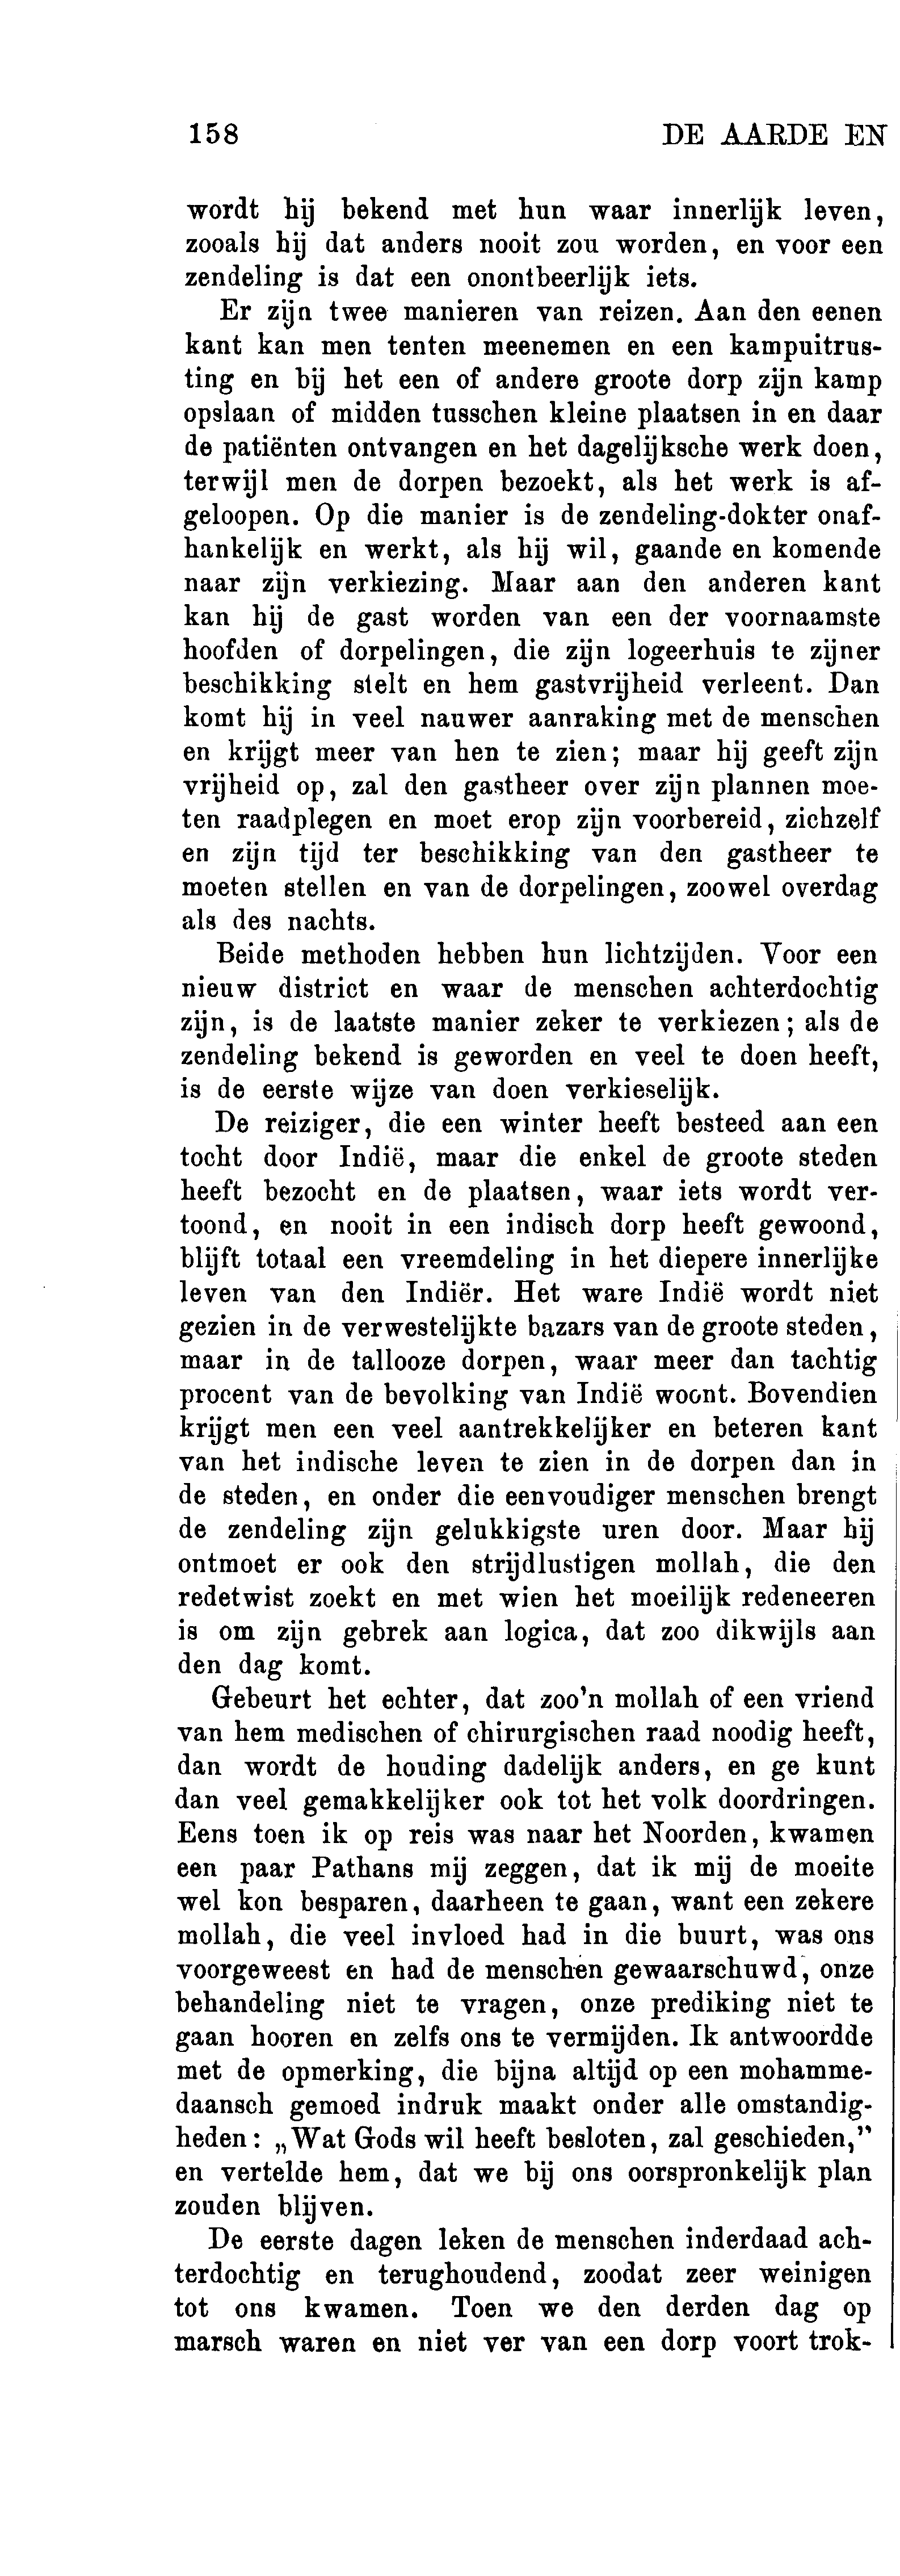 158 DE AARDE EN
wordt hij bekend met hun waar innerlijk leven,
zooals hij dat anders nooit zou worden, en voor een
zendeling is dat een onontbeerlijk iets.
Er zijn twee manieren van reizen. Aan den eenen
kant kan men tenten meenemen en een kampuitrus-
ting en bij het een of andere groote dorp zijn kamp
opslaan of midden tusschen kleine plaatsen in en daar
de patiënten ontvangen en het dagelijksche werk doen,
terwijl men de dorpen bezoekt, als het werk is af-
geloopen. Op die manier is de zendeling-dokter onaf-
hankelijk en werkt, als hij wil, gaande en komende
naar zijn verkiezing. Maar aan den anderen kant
kan hij de gast worden van een der voornaamste
hoofden of dorpelingen, die zijn logeerhuis te zijner
beschikking stelt en hem gastvrijheid verleent. Dan
komt hij in veel nauwer aanraking met de menschen
en krijgt meer van hen te zien; maar hij geeft zijn
vrijheid op, zal den gastheer over zijn plannen moe-
ten raadplegen en moet erop zijn voorbereid, zichzelf
en zijn tijd ter beschikking van den gastheer te
moeten stellen en van de dorpelingen, zoowel overdag
als des nachts.
Beide methoden hebben hun lichtzijden. Voor een
nieuw district en waar de menschen achterdochtig
zijn, is de laatste manier zeker te verkiezen; als de
zendeling bekend is geworden en veel te doen heeft,
is de eerste wijze van doen verkieselijk.
De reiziger, die een winter heeft besteed aan een
tocht door Indië, maar die enkel de groote steden
heeft bezocht en de plaatsen, waar iets wordt ver-
toond, en nooit in een indisch dorp heeft gewoond,
blijft totaal een vreemdeling in het diepere innerlijke
leven van den Indiër. Het ware Indië wordt niet
gezien in de verwestelijkte bazars van de groote steden,
maar in de tallooze dorpen, waar meer dan tachtig
procent van de bevolking van Indië woont. Bovendien
krijgt men een veel aantrekkelijker en beteren kant
van het indische leven te zien in de dorpen dan in
de steden, en onder die eenvoudiger menschen brengt
de zendeling zijn gelukkigste uren door. Maar hij
ontmoet er ook den strijdlustigen mollah, die den
redetwist zoekt en met wien het moeilijk redeneeren
is om zijn gebrek aan logica, dat zoo dikwijls aan
den dag komt.
Gebeurt het echter, dat zoo'n mollah of een vriend
van hem medischen of chirurgischen raad noodig heeft,
dan wordt de houding dadelijk anders, en ge kunt
dan veel gemakkelijker ook tot het volk doordringen.
Eens toen ik op reis was naar het Noorden, kwamen
een paar Pathans mij zeggen, dat ik mij de moeite
wel kon besparen, daarheen te gaan, want een zekere
mollah, die veel invloed had in die buurt, was ons
voorgeweest en had de menschen gewaarschuwd, onze
behandeling niet te vragen, onze prediking niet te
gaan hooren en zelfs ons te vermijden. Ik antwoordde
met de opmerking, die bijna altijd op een mohamme-
daansch gemoed indruk maakt onder alle omstandig-
heden: „Wat Gods wil heeft besloten, zal geschieden,”
en vertelde hem, dat we bij ons oorspronkelijk plan
zouden blijven.
De eerste dagen leken de menschen inderdaad ach-
terdochtig en terughoudend, zoodat zeer weinigen
tot ons kwamen. Toen we den derden dag op
marsch waren en niet ver van een dorp voort trok-